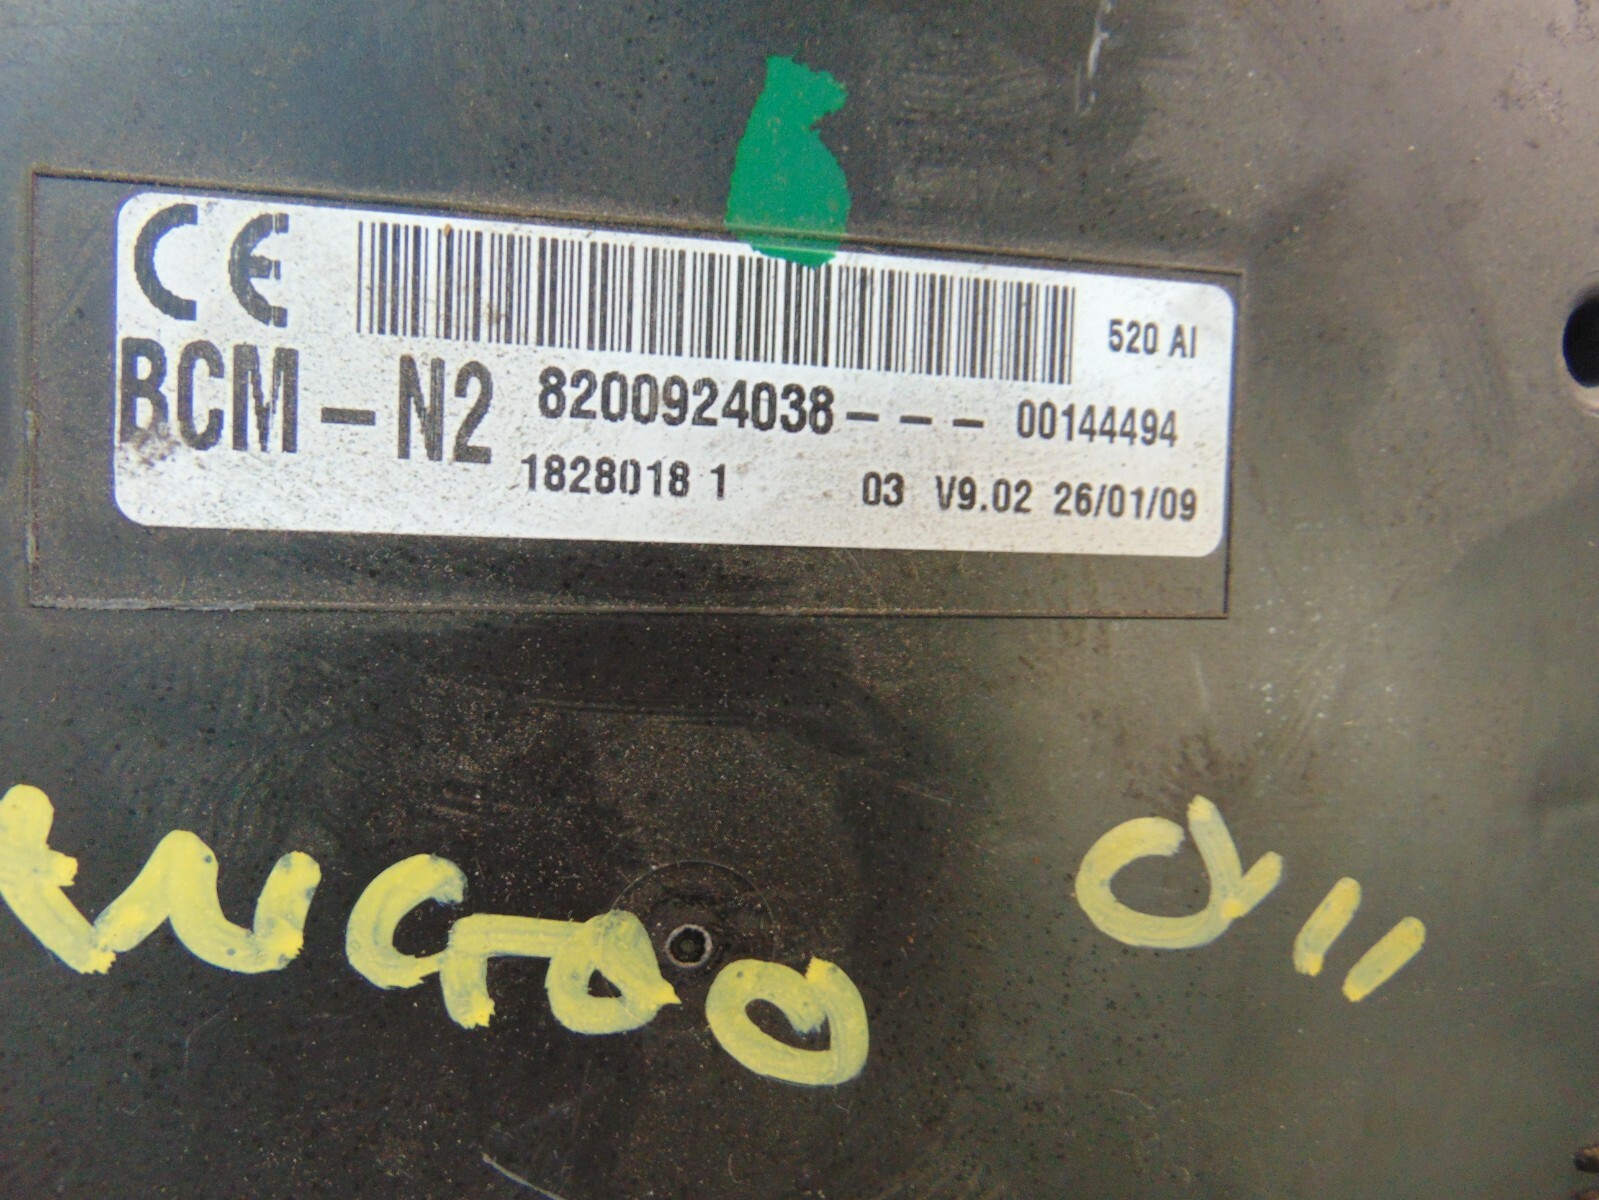 CE
520 AI
BCM - N2 8200924038 - - - 00144494
1828018 1 03 V9.02 26/01/09